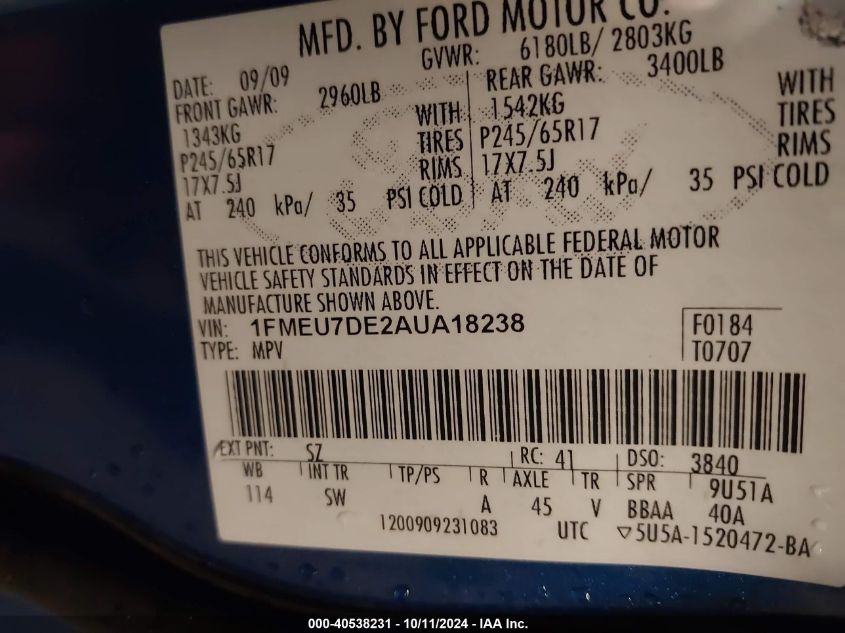 MFD. BY FORD MOTOR CO.
DATE: 09/09 GVWR: 6180LB/ 2803KG
FRONT GAWR: 2960LB REAR GAWR: 3400LB
1343KG WITH 1542KG WITH
P245/65R17 TIRES P245/65R17 TIRES
17X7.5J RIMS 17X7.5J RIMS
AT 240 kPa/ 35 PSI COLD AT 240 kPa/ 35 PSI COLD
THIS VEHICLE CONFORMS TO ALL APPLICABLE FEDERAL MOTOR
VEHICLE SAFETY STANDARDS IN EFFECT ON THE DATE OF
MANUFACTURE SHOWN ABOVE.
VIN: 1FMEU7DE2AUA18238 F0184
TYPE: MPV T0707
EXT PNT: SZ RC: 41 DSO: 3840
WB INT TR TP/PS R AXLE TR SPR 9U51A
114 SW A 45 V BBAA 40A
1200909231083 UTC ▽5U5A-1520472-BA
000-40538231 - 10/11/2024 - IAA Inc.